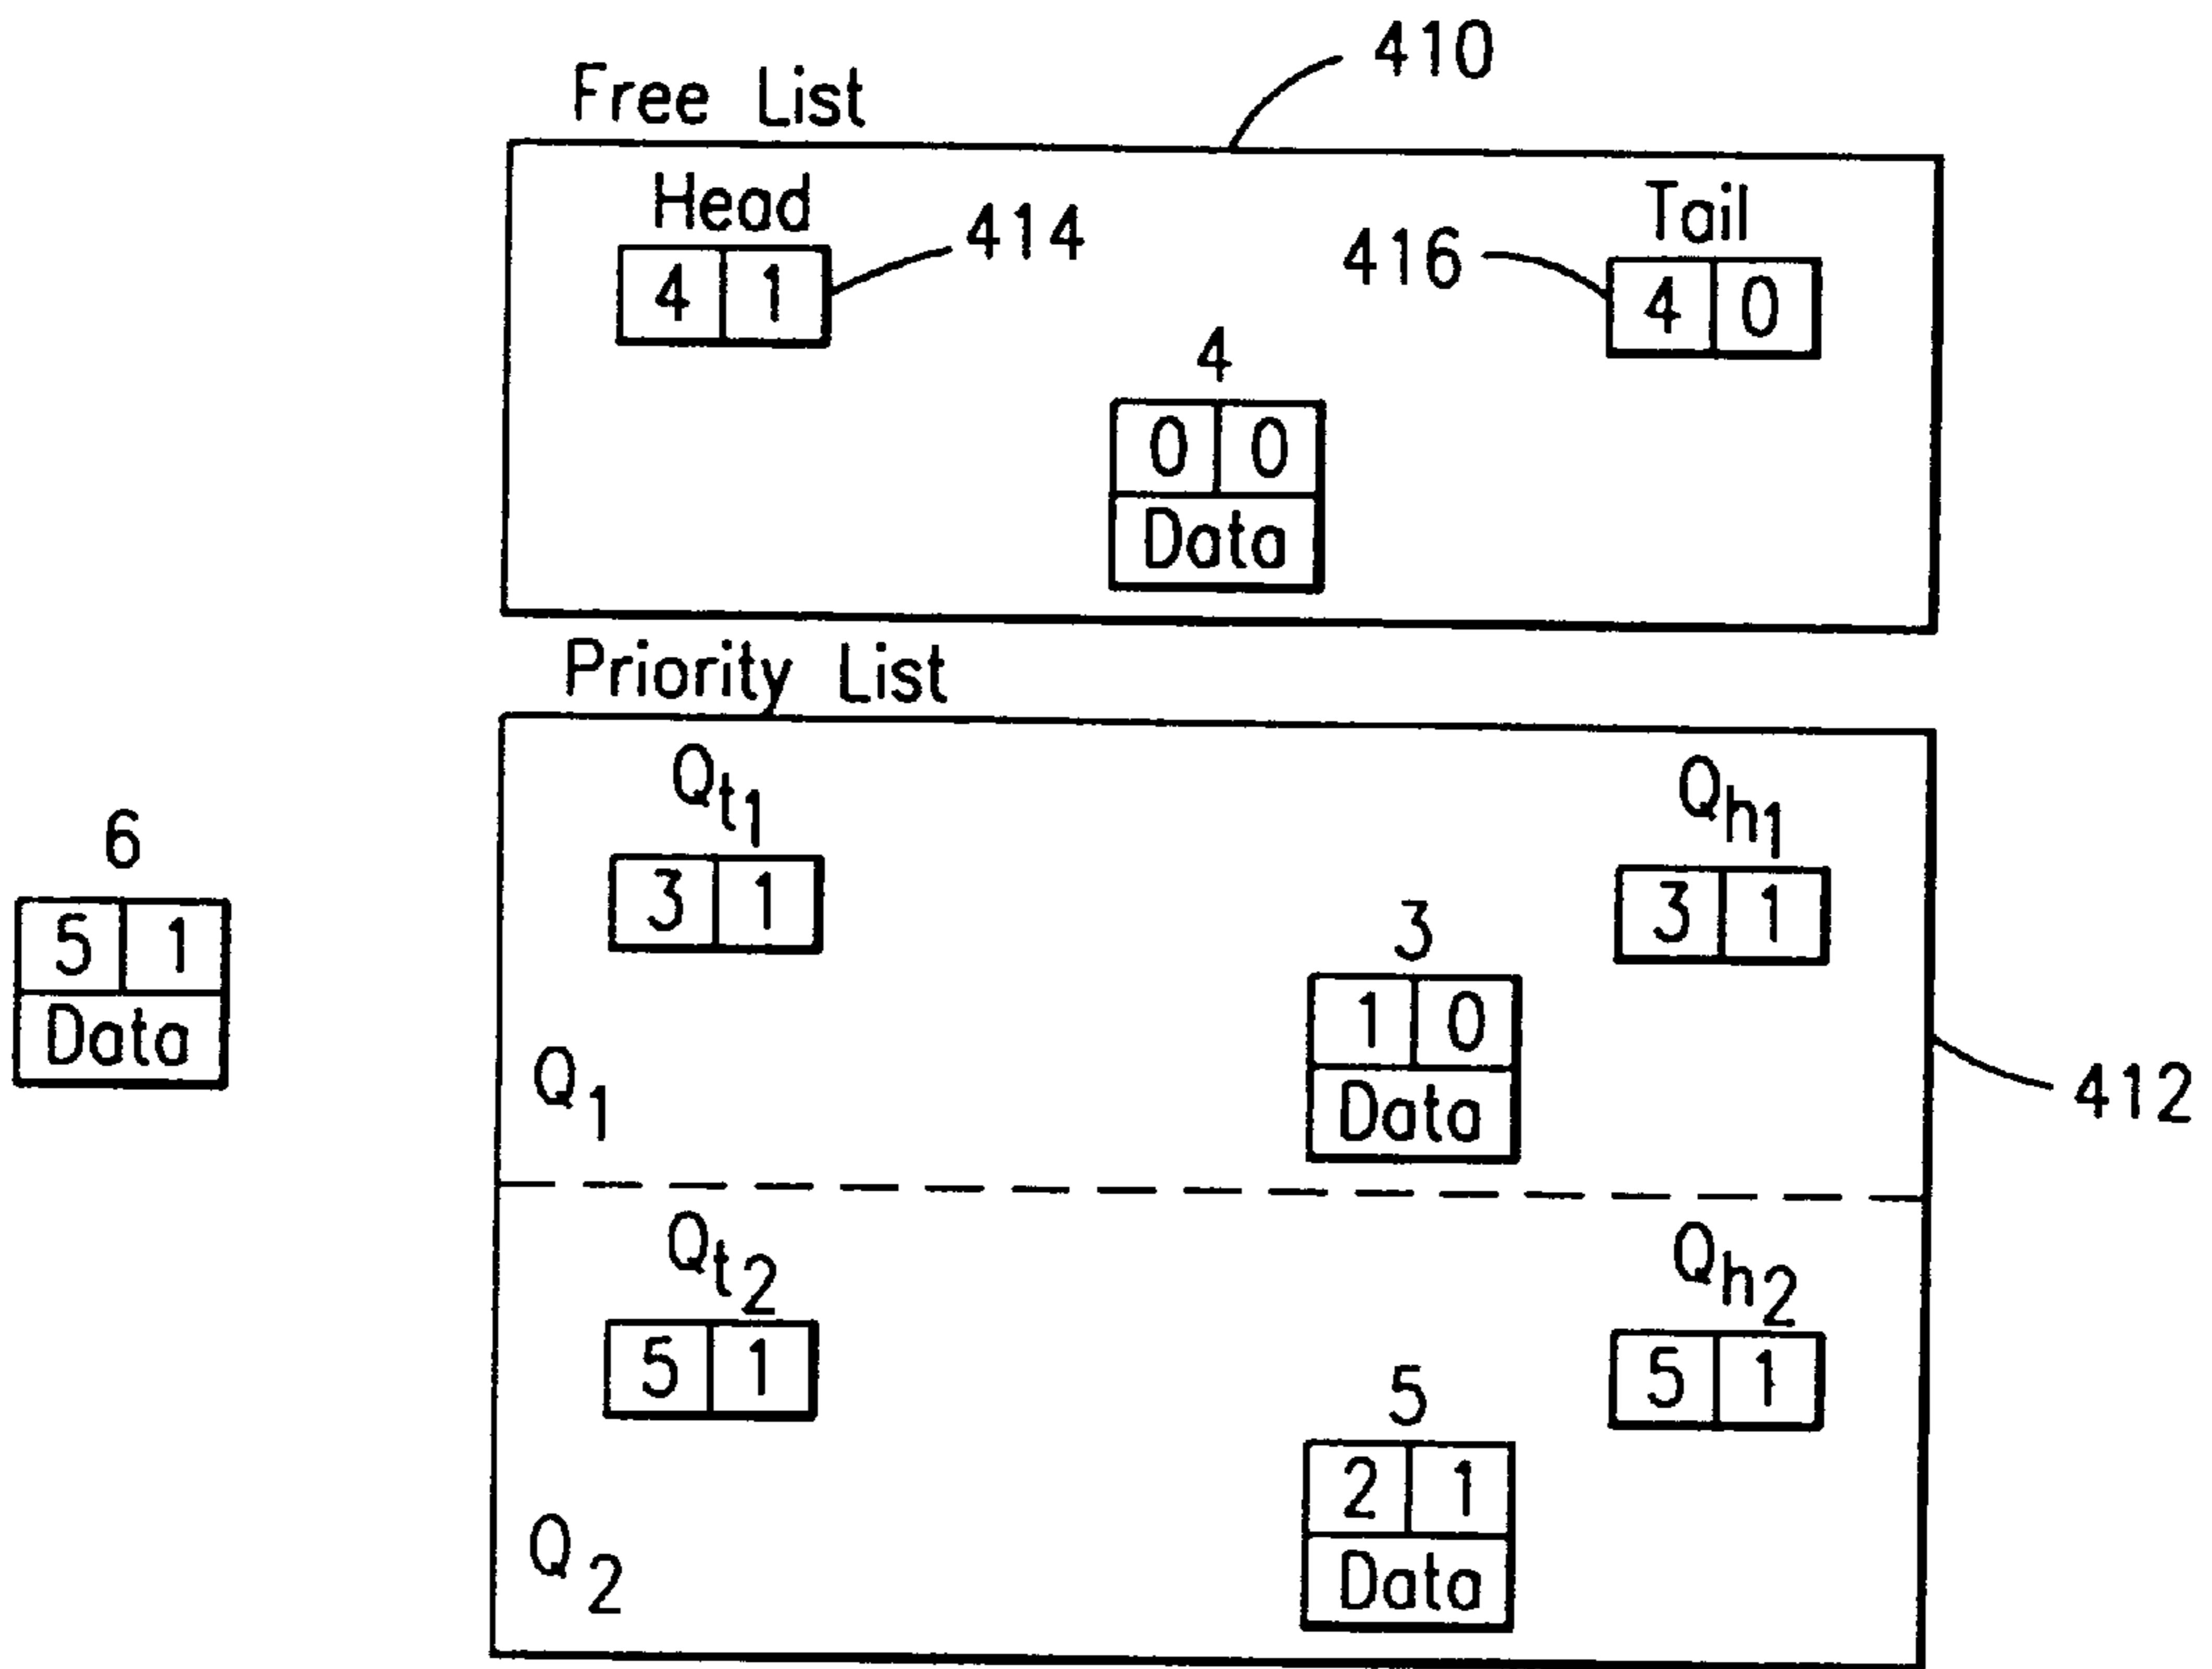 410
Free List
Head
414
4 1
Tail
416
4 0
4
0 0
Data
Priority List
Qt1
3 1
Qh1
3 1
6
5 1
Data
3
1 0
Data
Q1
412
Qt2
5 1
Qh2
5 1
5
2 1
Data
Q2